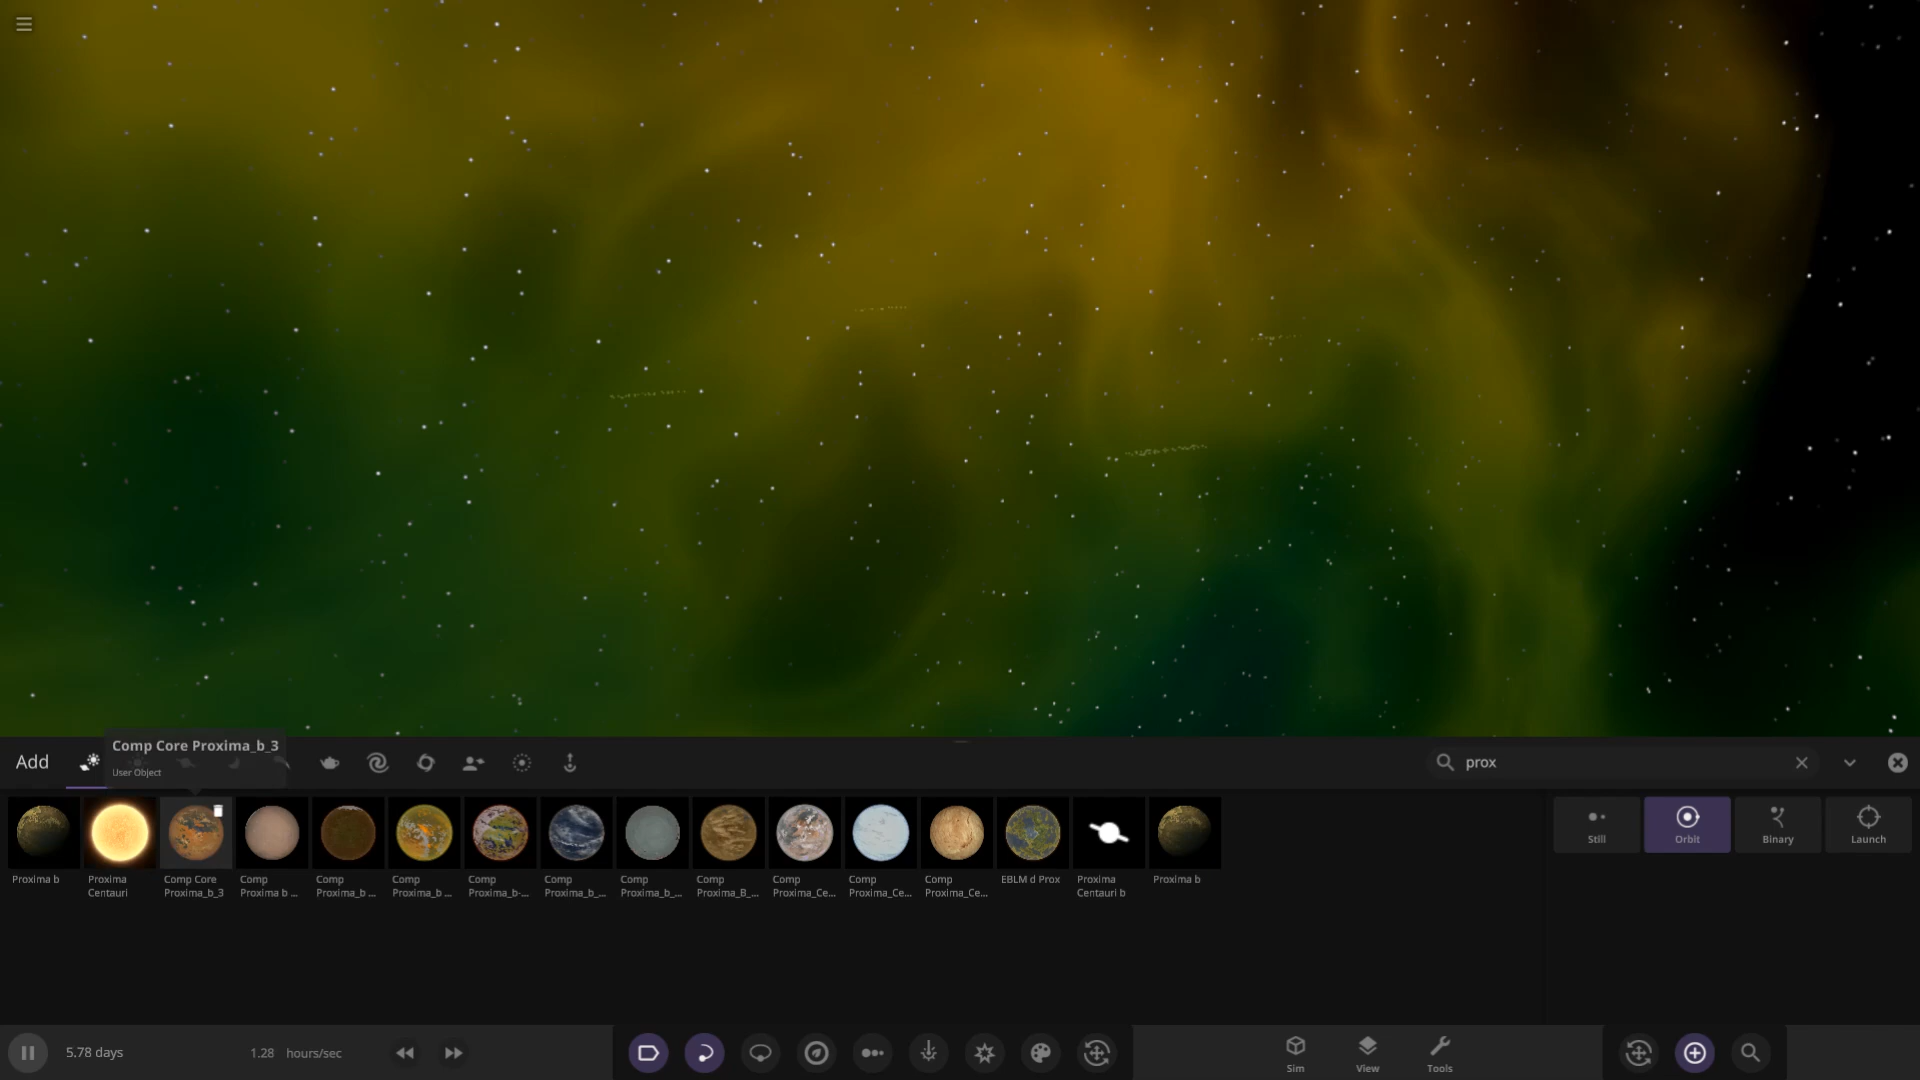 Comp Core Proxima_b_3
User Object
Add
prox
Still
Orbit
Binary
Launch
Proxima b
Proxima
Centauri
Comp Core
Proxima_b_3
Comp
Proxima b ...
Comp
Proxima_b ...
Comp
Proxima_b ...
Comp
Proxima_b-...
Comp
Proxima_b_...
Comp
Proxima_b_...
Comp
Proxima_B_...
Comp
Proxima_Ce...
Comp
Proxima_Ce...
Comp
Proxima_Ce...
EBLM d Prox
Proxima
Centauri b
Proxima b
5.78 days
1.28 hours/sec
Sim
View
Tools